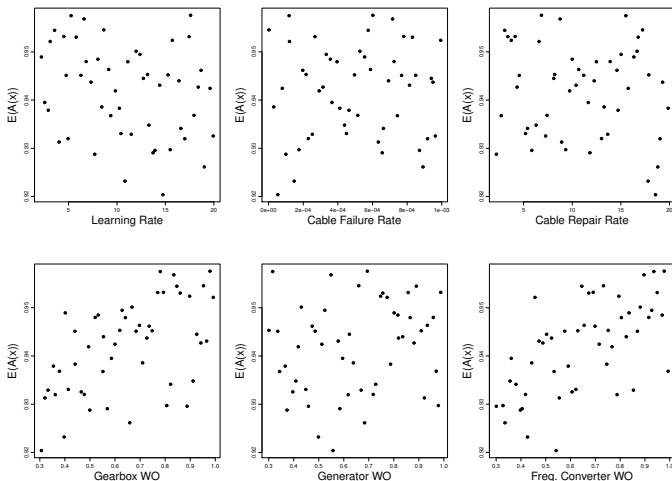 0.92 0.93 0.94 0.95
E(A(x))
5 10 15 20
Learning Rate
0.92 0.93 0.94 0.95
E(A(x))
0e+00 2e-04 4e-04 6e-04 8e-04 1e-03
Cable Failure Rate
0.92 0.93 0.94 0.95
E(A(x))
5 10 15 20
Cable Repair Rate
0.92 0.93 0.94 0.95
E(A(x))
0.3 0.4 0.5 0.6 0.7 0.8 0.9 1.0
Gearbox WO
0.92 0.93 0.94 0.95
E(A(x))
0.3 0.4 0.5 0.6 0.7 0.8 0.9 1.0
Generator WO
0.92 0.93 0.94 0.95
E(A(x))
0.3 0.4 0.5 0.6 0.7 0.8 0.9 1.0
Freq. Converter WO